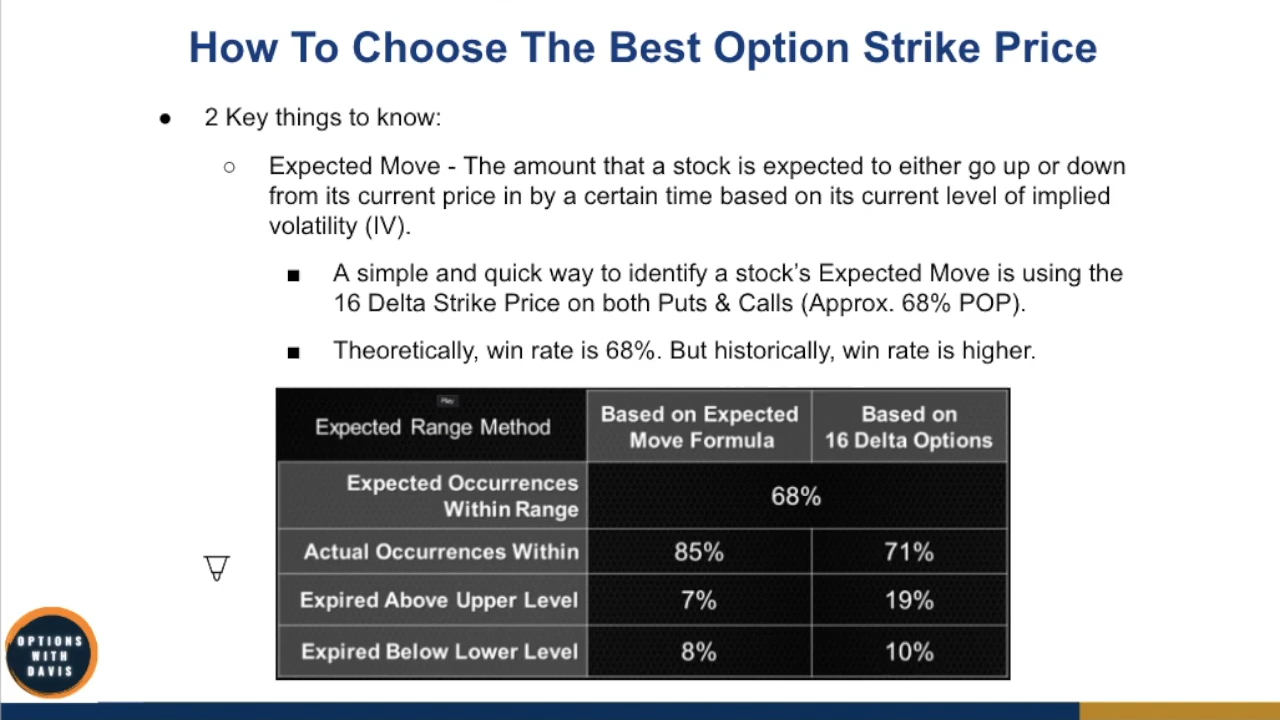 How To Choose The Best Option Strike Price
● 2 Key things to know:
○ Expected Move - The amount that a stock is expected to either go up or down
from its current price in by a certain time based on its current level of implied
volatility (IV).
■ A simple and quick way to identify a stock’s Expected Move is using the
16 Delta Strike Price on both Puts & Calls (Approx. 68% POP).
■ Theoretically, win rate is 68%. But historically, win rate is higher.
Play
Expected Range Method
Based on Expected
Move Formula
Based on
16 Delta Options
Expected Occurrences
Within Range
68%
Actual Occurrences Within
85%
71%
Expired Above Upper Level
7%
19%
Expired Below Lower Level
8%
10%
OPTIONS
WITH
DAVIS